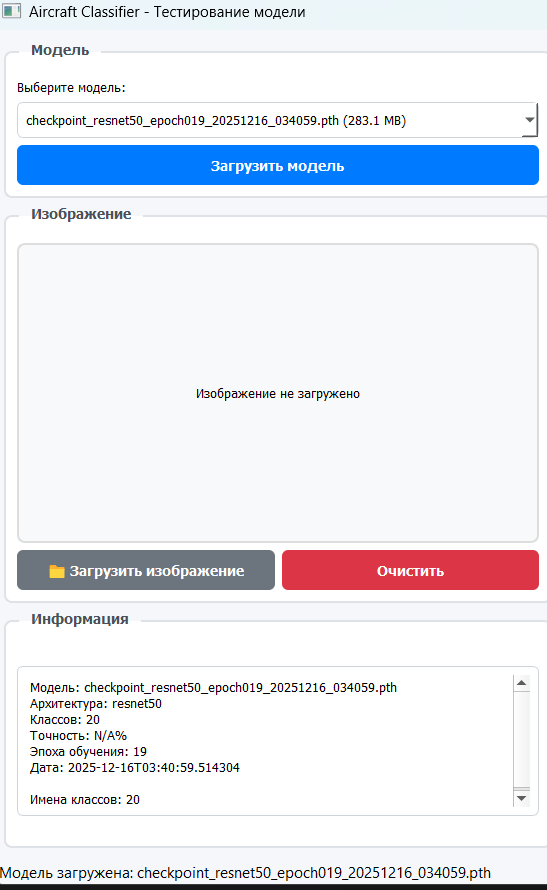 Aircraft Classifier - Тестирование модели
Модель
Выберите модель:
checkpoint_resnet50_epoch019_20251216_034059.pth (283.1 MB)
Загрузить модель
Изображение
Изображение не загружено
Загрузить изображение
Очистить
Информация
Модель: checkpoint_resnet50_epoch019_20251216_034059.pth
Архитектура: resnet50
Классов: 20
Точность: N/A%
Эпоха обучения: 19
Дата: 2025-12-16T03:40:59.514304
Имена классов: 20
Модель загружена: checkpoint_resnet50_epoch019_20251216_034059.pth